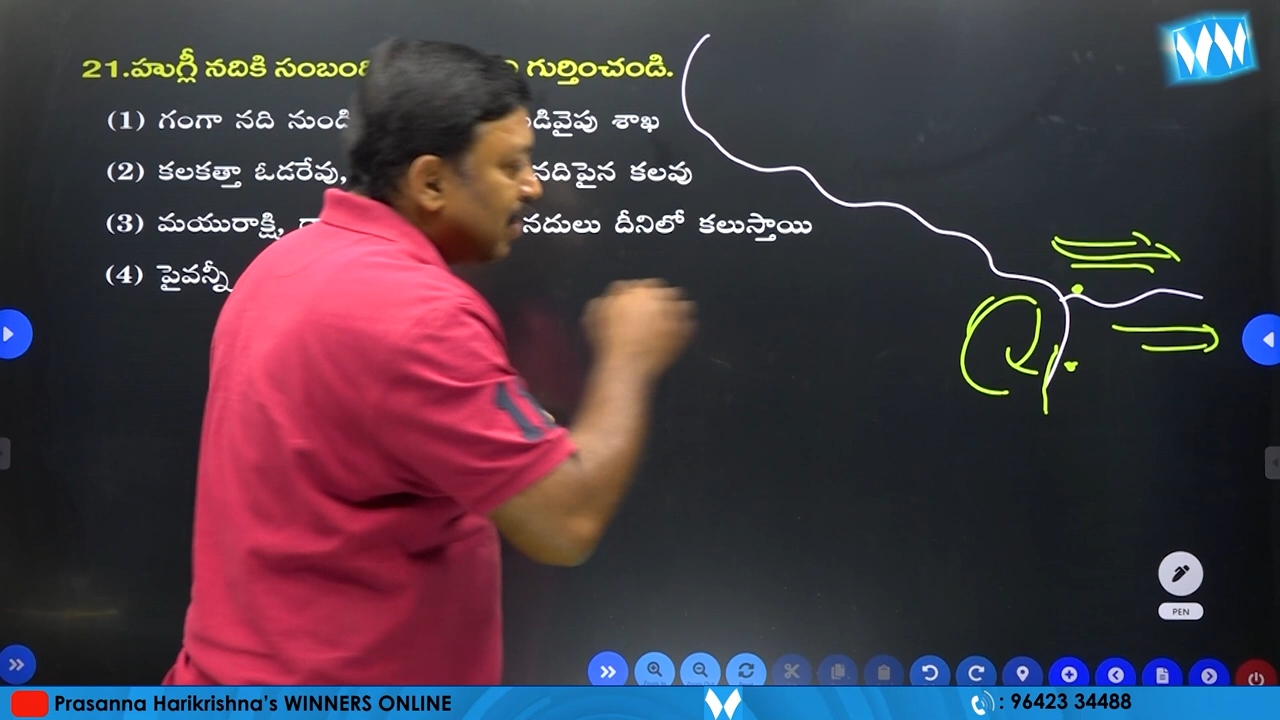 21.హుగ్లీ నదికి గుర్తించండి.
(1) గంగా నది నుండి శాఖ
(2) కలకత్తా ఓడరేవు, నదిపైన కలవు
(3) మయురాక్షి, నదులు దీనిలో కలుస్తాయి
(4) పైవన్నీ
PEN
Prasanna Harikrishna's WINNERS ONLINE
: 96423 34488